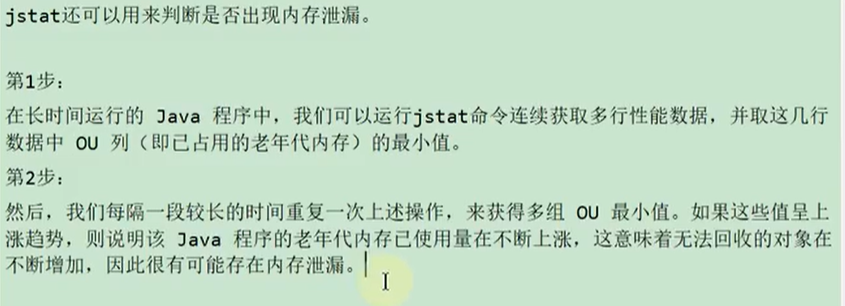 jstat还可以用来判断是否出现内存泄漏。
第1步：
在长时间运行的 Java 程序中，我们可以运行jstat命令连续获取多行性能数据，并取这几行
数据中 OU 列（即已占用的老年代内存）的最小值。
第2步：
然后，我们每隔一段较长的时间重复一次上述操作，来获得多组 OU 最小值。如果这些值呈上
涨趋势，则说明该 Java 程序的老年代内存已使用量在不断上涨，这意味着无法回收的对象在
不断增加，因此很有可能存在内存泄漏。